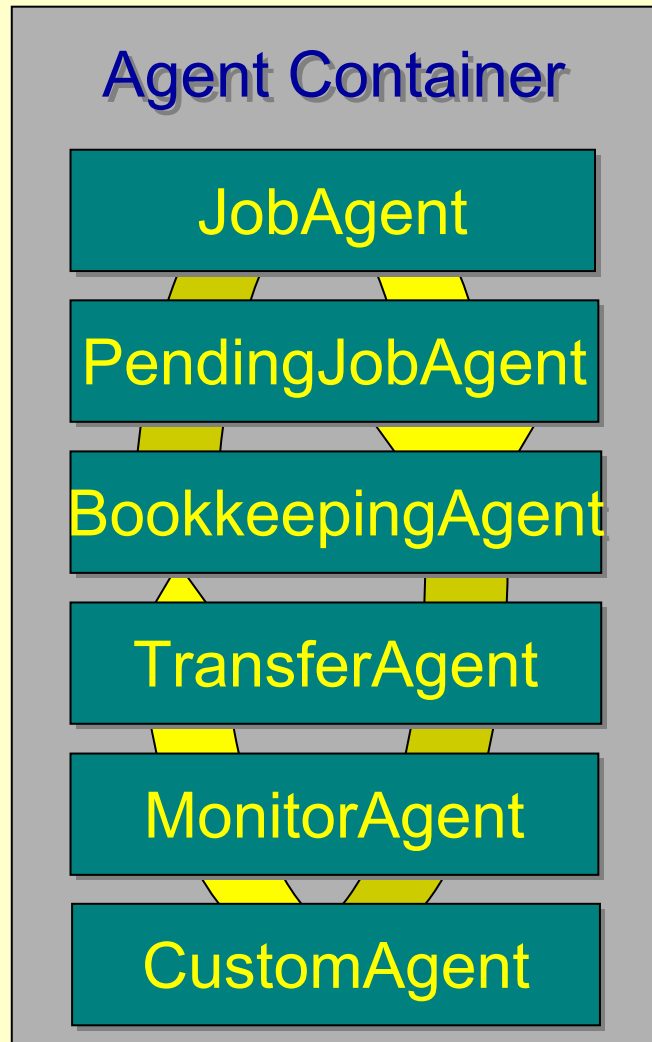 Agent Container
JobAgent
PendingJobAgent
BookkeepingAgent
TransferAgent
MonitorAgent
CustomAgent